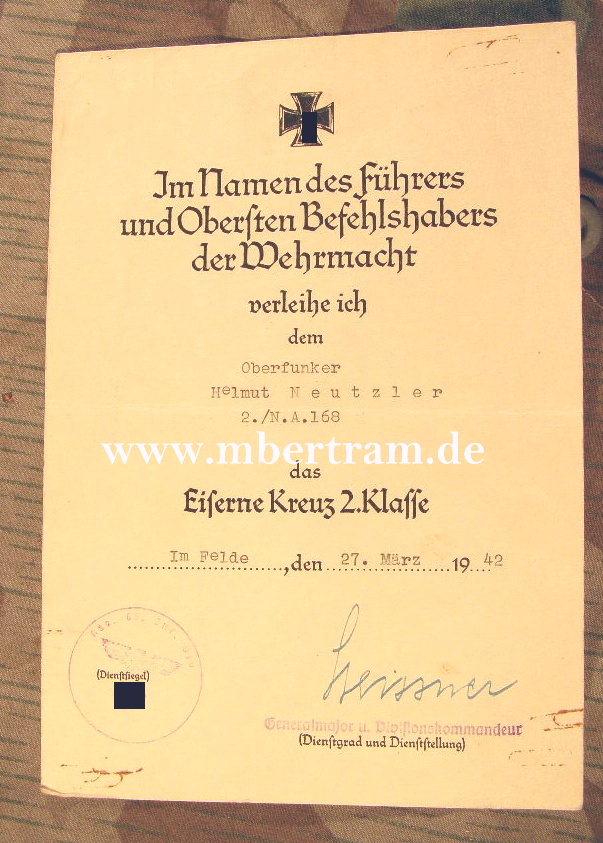 Im Namen des Führers
und Oberſten Befehlshabers
der Wehrmacht
verleihe ich
dem
Oberfunker
Helmut Neutzler
2./N.A.168
www.mbertram.de
das
Eiſerne Kreuz 2.Klaſſe
Im Felde, den 27. März 1942
(Dienſtſiegel)
Generalmajor u. Diviſionskommandeur
(Dienſtgrad und Dienſtſtellung)